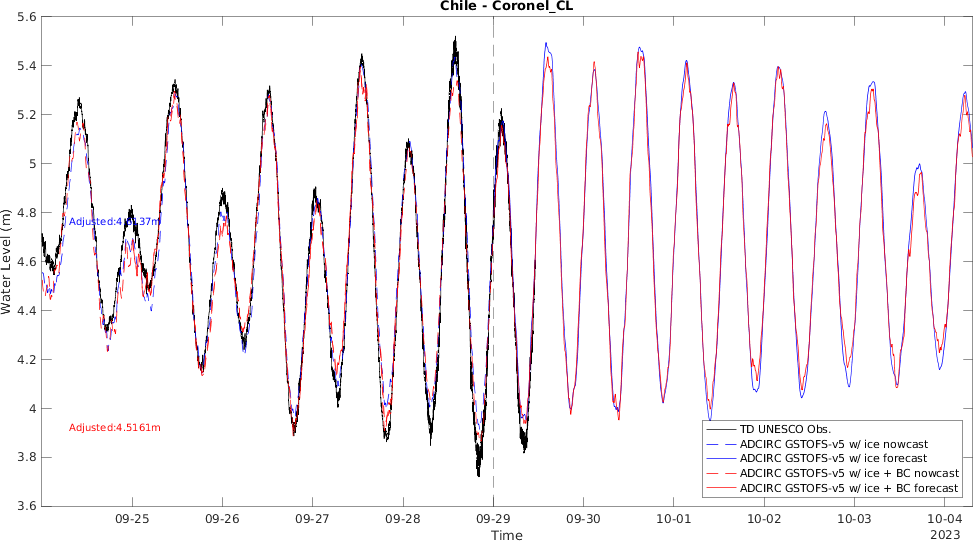 Chile - Coronel_CL
5.6
5.4
5.2
5
4.8
4.6
4.4
4.2
4
3.8
3.6
Water Level (m)
Adjusted:4.5161m
TD UNESCO Obs.
ADCIRC GSTOFS-v5 w/ ice nowcast
ADCIRC GSTOFS-v5 w/ ice forecast
ADCIRC GSTOFS-v5 w/ ice + BC nowcast
ADCIRC GSTOFS-v5 w/ ice + BC forecast
09-25
09-26
09-27
09-28
09-29
09-30
10-01
10-02
10-03
10-04
2023
Time